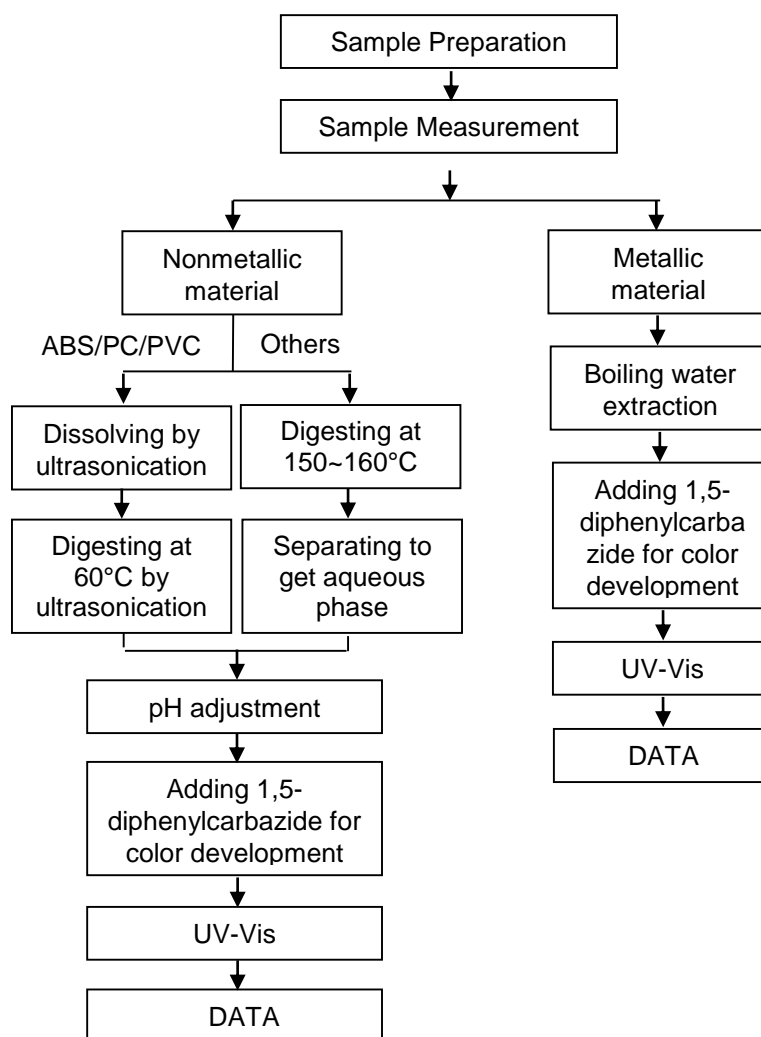 Sample Preparation
Sample Measurement
Nonmetallic
material
Metallic
material
ABS/PC/PVC
Others
Dissolving by
ultrasonication
Digesting at
150~160°C
Boiling water
extraction
Digesting at
60°C by
ultrasonication
Separating to
get aqueous
phase
Adding 1,5-
diphenylcarba
zide for color
development
pH adjustment
UV-Vis
DATA
Adding 1,5-
diphenylcarbazide for
color development
UV-Vis
DATA